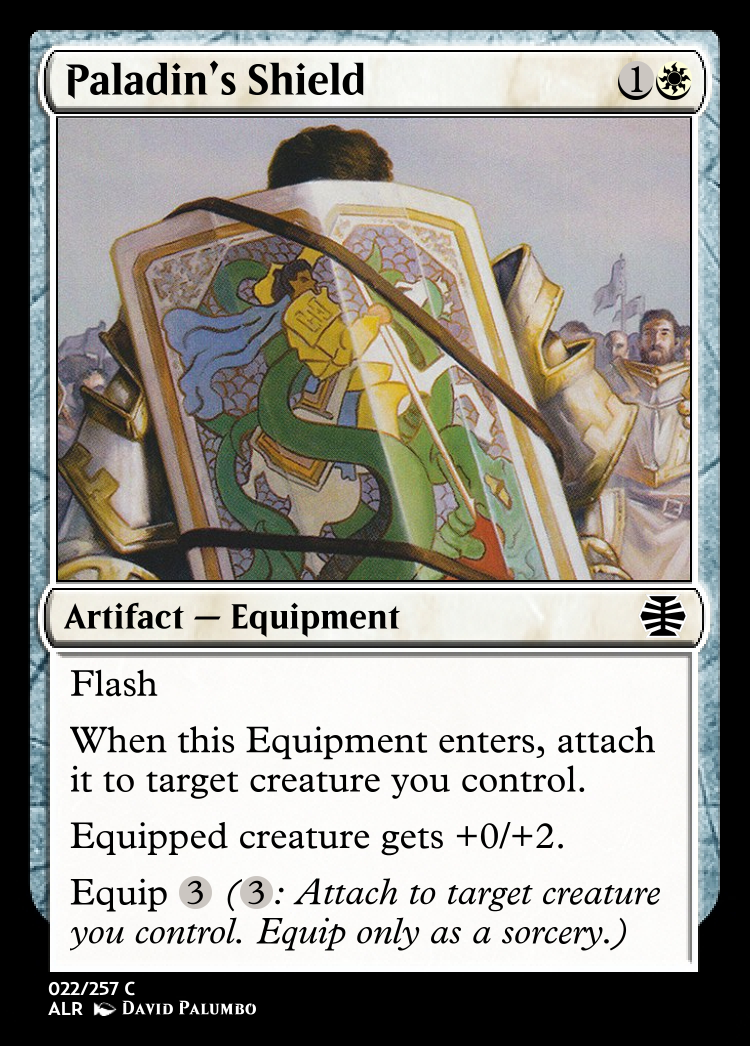 Paladin's Shield 1
Artifact — Equipment
Flash
When this Equipment enters, attach
it to target creature you control.
Equipped creature gets +0/+2.
Equip 3 (3: Attach to target creature
you control. Equip only as a sorcery.)
022/257 C
ALR David Palumbo